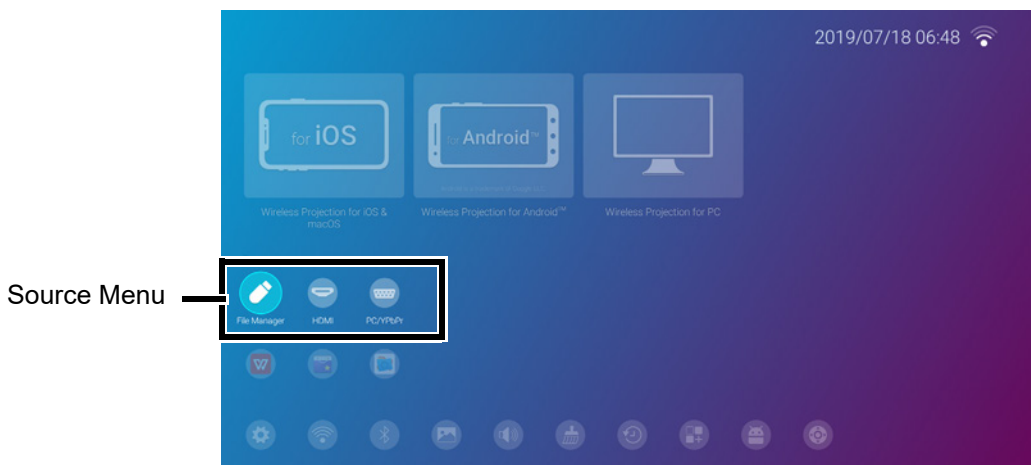 2019/07/18 06:48
for iOS
for Android™
Wireless Projection for iOS &
macOS
Wireless Projection for Android™
Wireless Projection for PC
Source Menu
File Manager
HDMI
PC/YPbPr